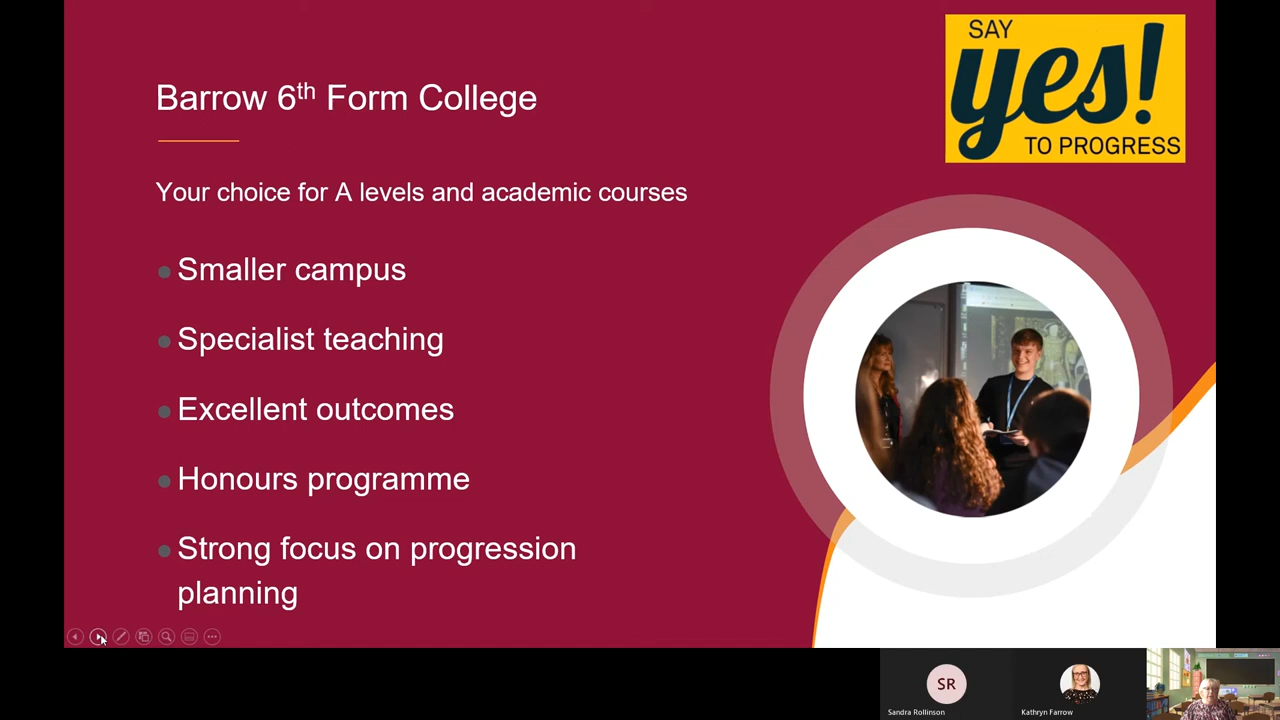 SAY
yes!
TO PROGRESS
Barrow 6th Form College
Your choice for A levels and academic courses
Smaller campus
Specialist teaching
Excellent outcomes
Honours programme
Strong focus on progression
planning
SR
Sandra Rollinson
Kathryn Farrow